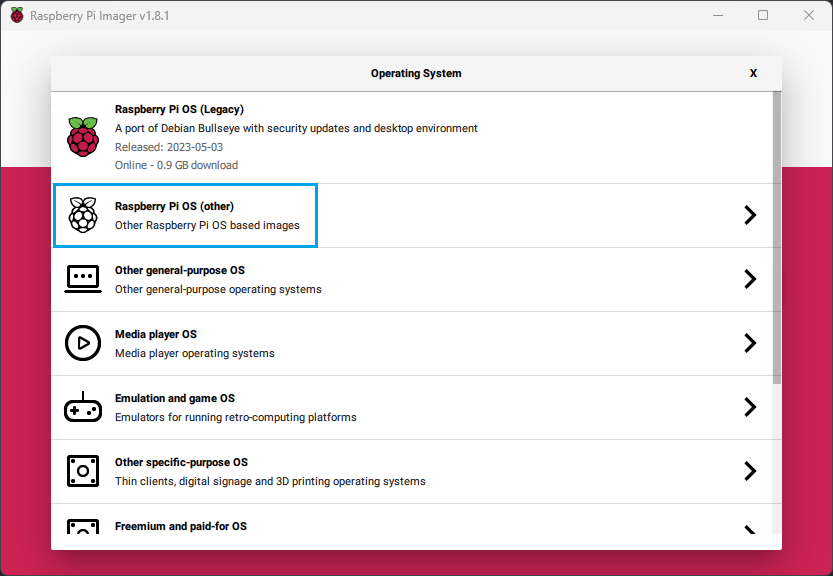 Raspberry Pi Imager v1.8.1
Operating System
X
Raspberry Pi OS (Legacy)
A port of Debian Bullseye with security updates and desktop environment
Released: 2023-05-03
Online - 0.9 GB download
Raspberry Pi OS (other)
Other Raspberry Pi OS based images
Other general-purpose OS
Other general-purpose operating systems
Media player OS
Media player operating systems
Emulation and game OS
Emulators for running retro-computing platforms
Other specific-purpose OS
Thin clients, digital signage and 3D printing operating systems
Freemium and paid-for OS